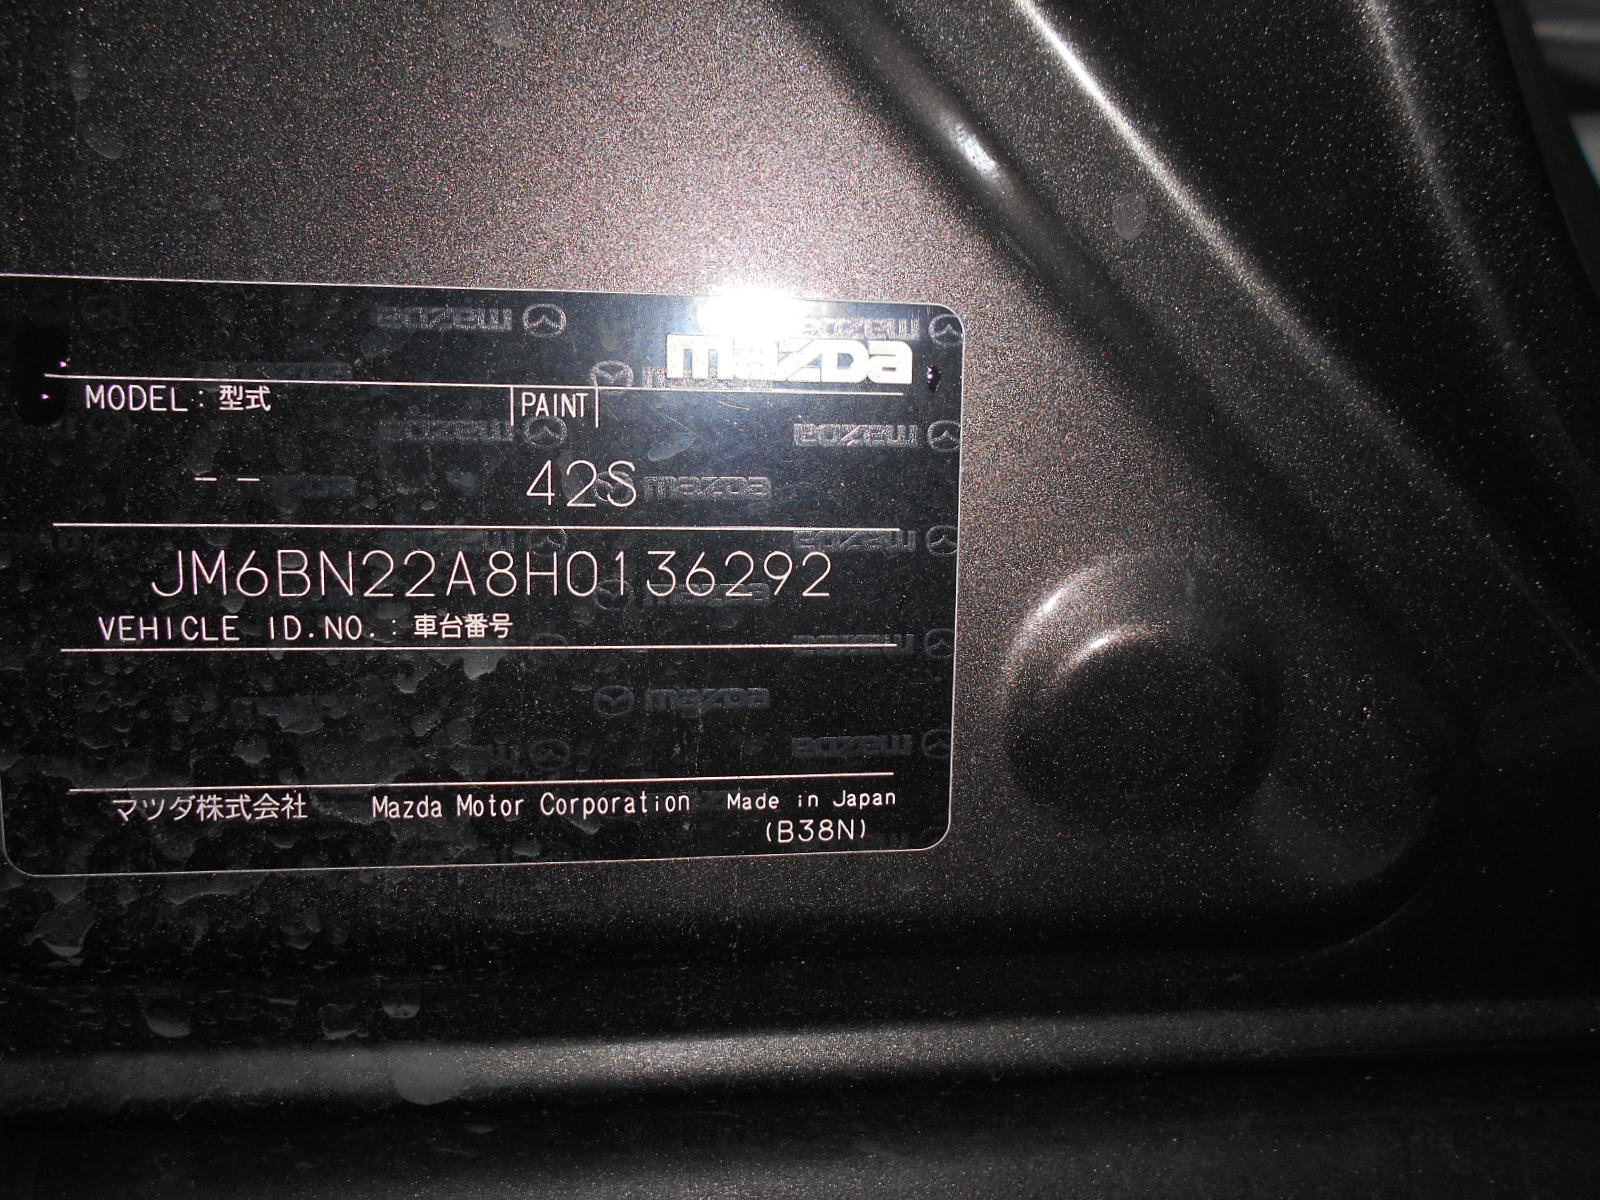 mazda
MODEL: 型式 PAINT
-- 42S
JM6BN22A8H0136292
VEHICLE ID.NO.: 車台番号
マツダ株式会社 Mazda Motor Corporation Made in Japan
(B38N)